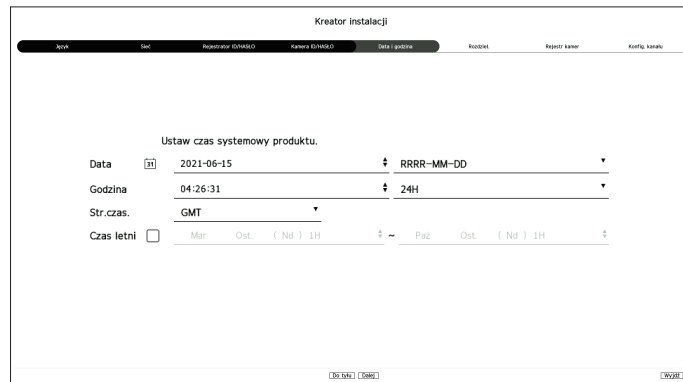 Kreator instalacji
Język Sieć Rejestrator ID/HASŁO Kamera ID/HASŁO Data i godzina Rozdziel. Rejestr kamer Konfig. kanału
Ustaw czas systemowy produktu.
Data 31 2021-06-15 RRRR-MM-DD
Godzina 04:26:31 24H
Str.czas. GMT
Czas letni Mar Ost. ( Nd ) 1H ~ Paź Ost. ( Nd ) 1H
Do tyłu Dalej Wyjdź